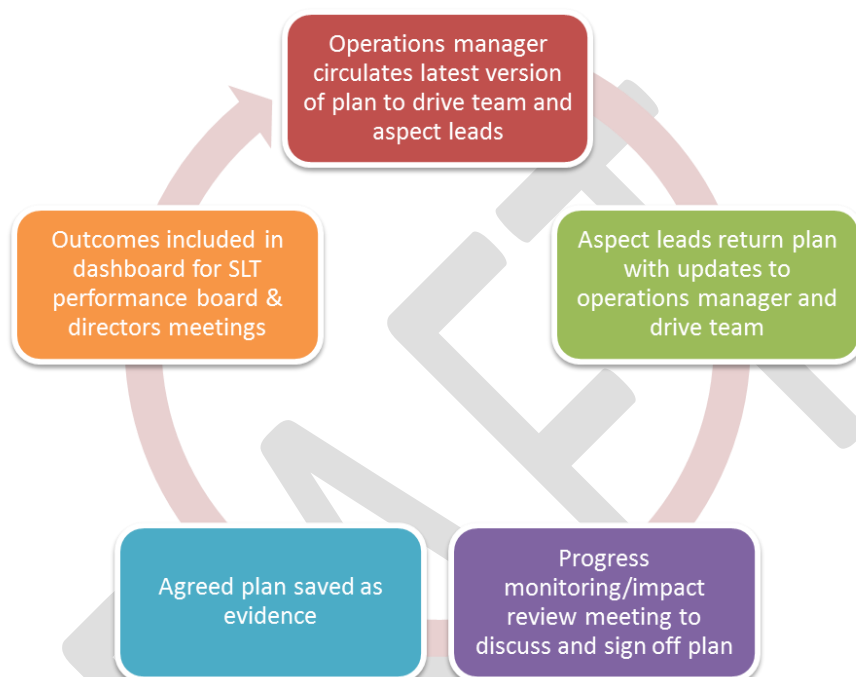 Operations manager
circulates latest version
of plan to drive team and
aspect leads
Aspect leads return plan
with updates to
operations manager and
drive team
Progress
monitoring/impact
review meeting to
discuss and sign off plan
Agreed plan saved as
evidence
Outcomes included in
dashboard for SLT
performance board &
directors meetings